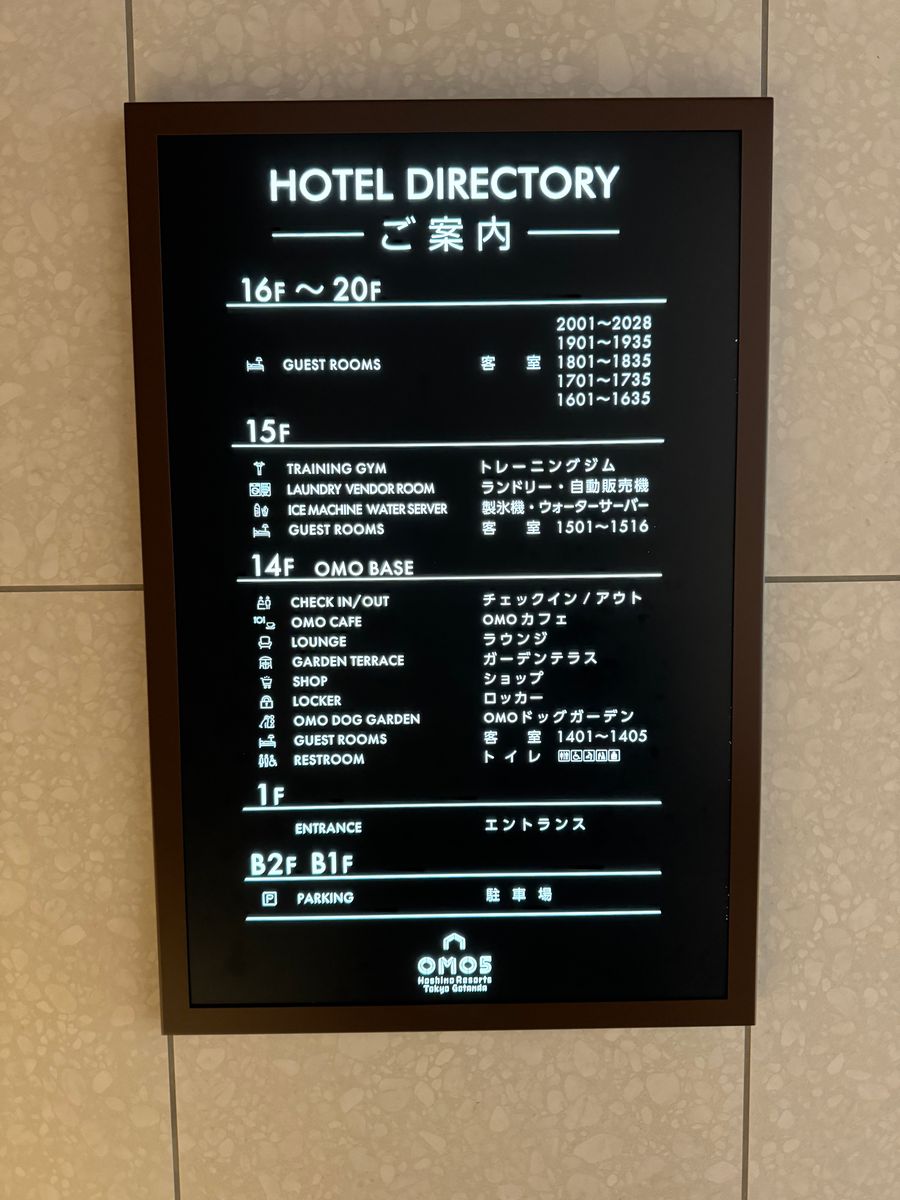 HOTEL DIRECTORY
ご案内
16F ～ 20F
2001～2028
1901～1935
GUEST ROOMS 客 室 1801～1835
1701～1735
1601～1635
15F
TRAINING GYM トレーニングジム
LAUNDRY VENDOR ROOM ランドリー・自動販売機
ICE MACHINE WATER SERVER 製氷機・ウォーターサーバー
GUEST ROOMS 客 室 1501～1516
14F OMO BASE
CHECK IN/OUT チェックイン / アウト
OMO CAFE OMOカフェ
LOUNGE ラウンジ
GARDEN TERRACE ガーデンテラス
SHOP ショップ
LOCKER ロッカー
OMO DOG GARDEN OMOドッグガーデン
GUEST ROOMS 客 室 1401～1405
RESTROOM トイレ
1F
ENTRANCE エントランス
B2F B1F
P PARKING 駐車場
OMO5
Hoshino Resorts
Tokyo Gotanda